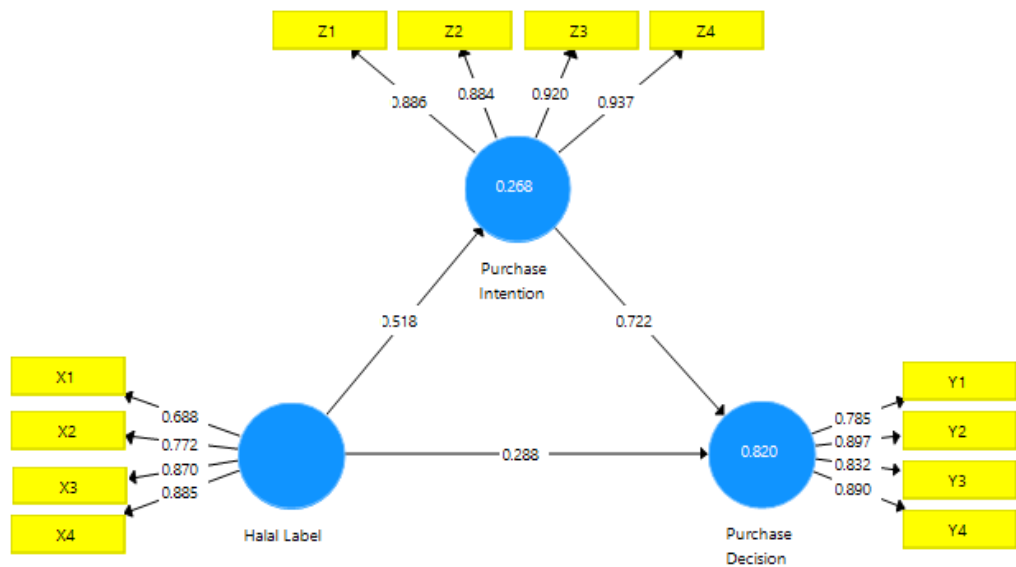 Z1
Z2
Z3
Z4
0.886
0.884
0.920
0.937
0.268
Purchase
Intention
0.518
0.722
X1
X2
X3
X4
0.688
0.772
0.870
0.885
Halal Label
0.288
0.820
Purchase
Decision
0.785
0.897
0.832
0.890
Y1
Y2
Y3
Y4